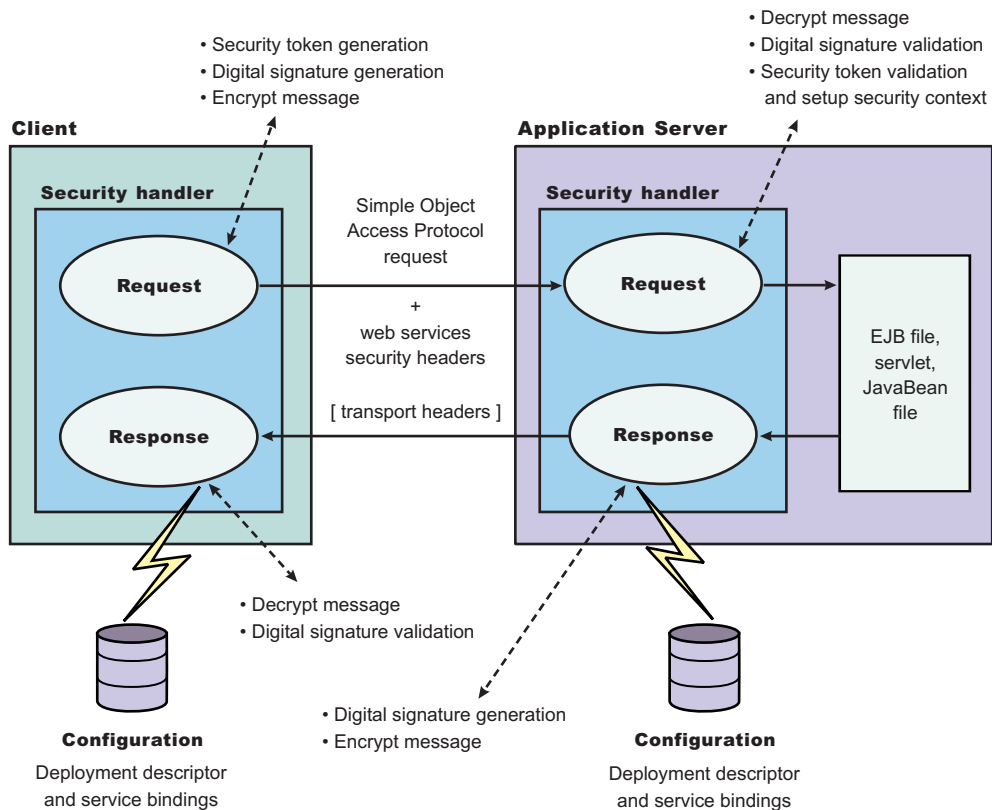 • Security token generation
• Digital signature generation
• Encrypt message
• Decrypt message
• Digital signature validation
• Security token validation
and setup security context
Client
Application Server
Security handler
Security handler
Simple Object
Access Protocol
request
Request
Request
+
web services
security headers
EJB file,
servlet,
JavaBean
file
[ transport headers ]
Response
Response
• Decrypt message
• Digital signature validation
• Digital signature generation
• Encrypt message
Configuration
Deployment descriptor
and service bindings
Configuration
Deployment descriptor
and service bindings